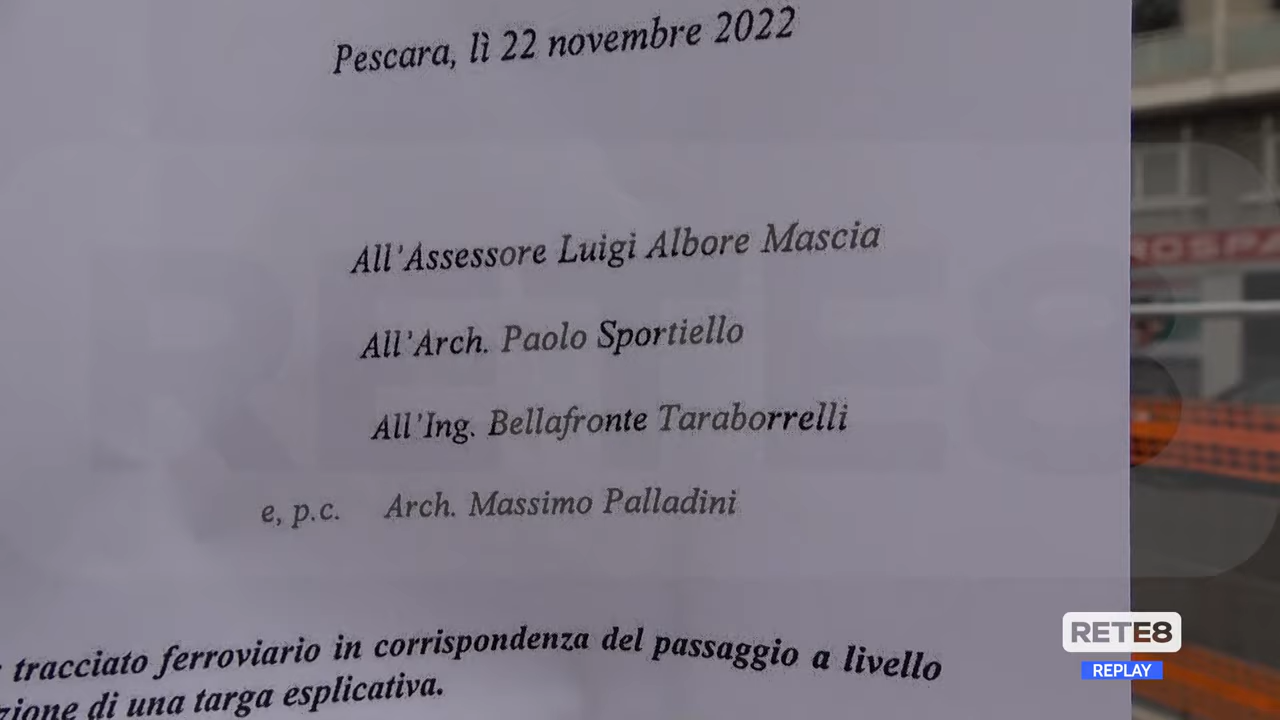 Pescara, lì 22 novembre 2022
All'Assessore Luigi Albore Mascia
All'Arch. Paolo Sportiello
All'Ing. Bellafronte Taraborrelli
e, p.c. Arch. Massimo Palladini
tracciato ferroviario in corrispondenza del passaggio a livello
di una targa esplicativa.
RETE8
RETE8
REPLAY